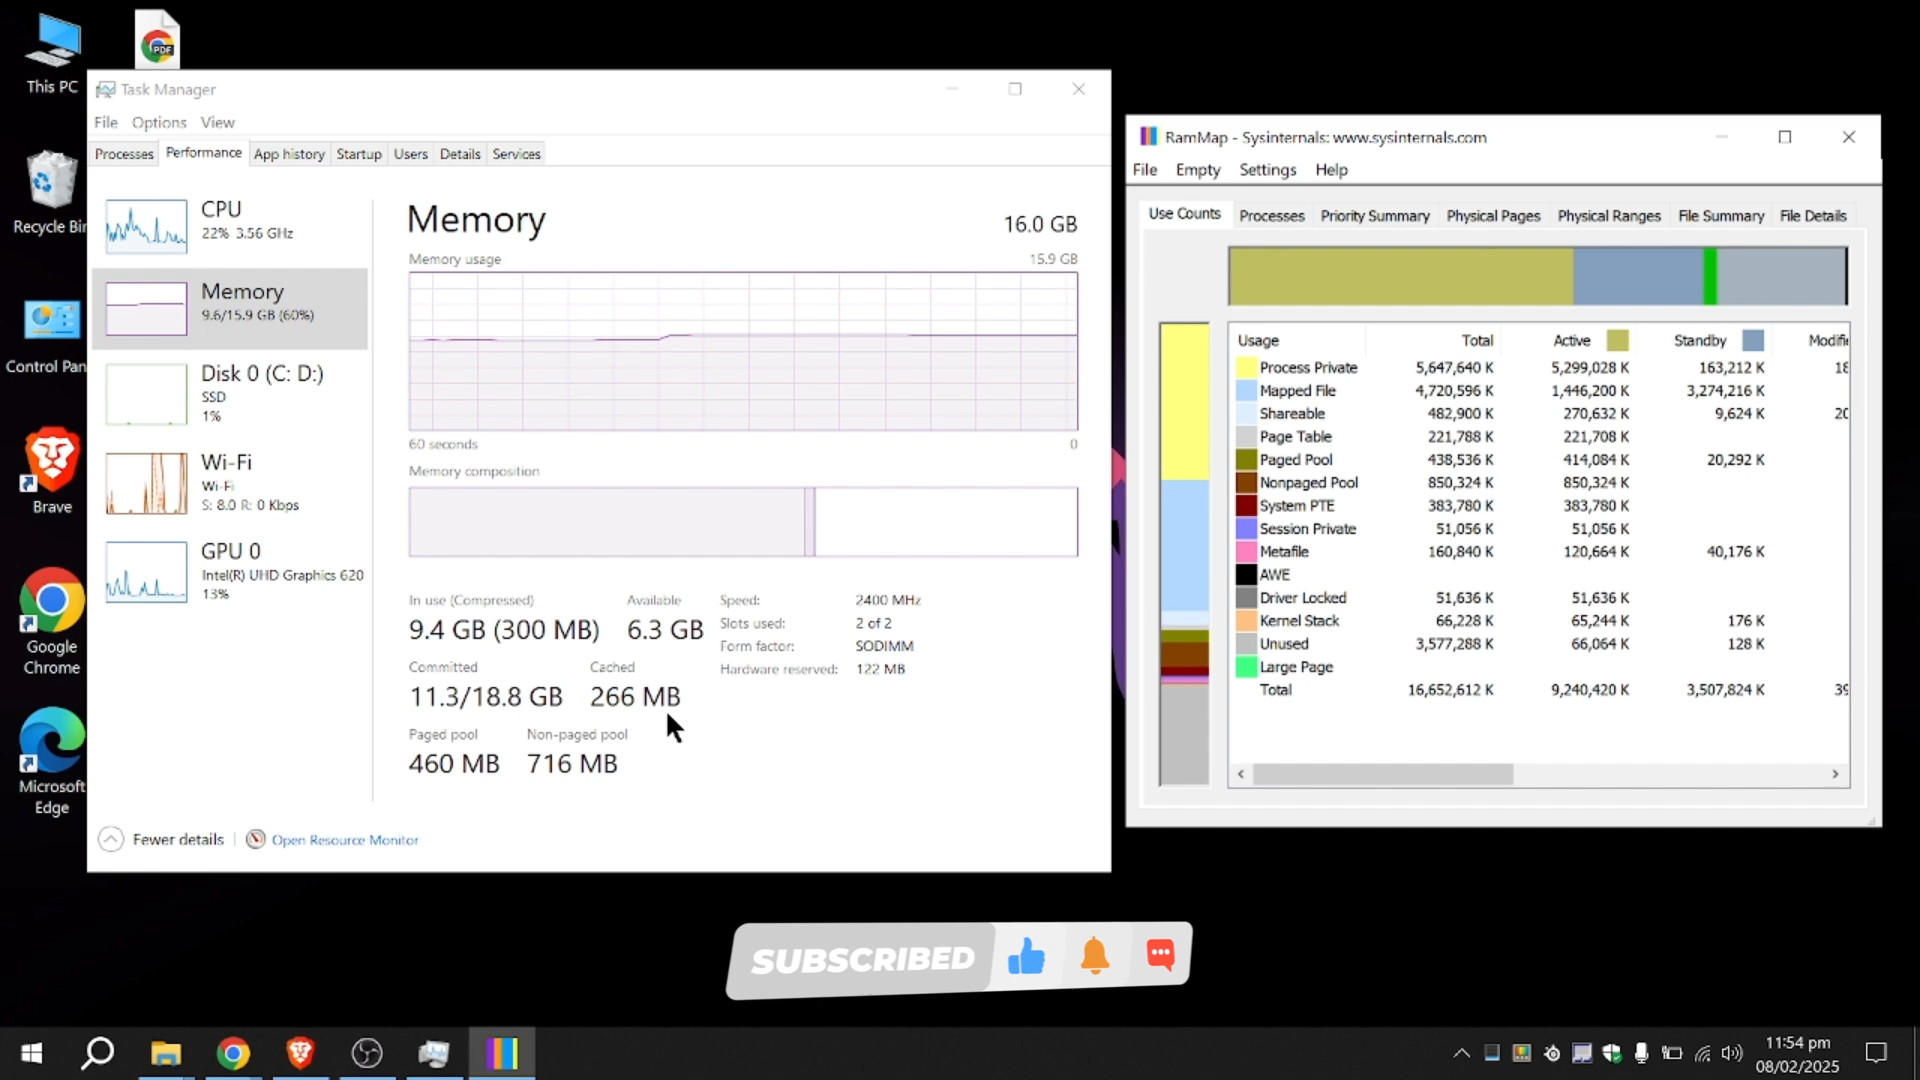 This PC
Recycle Bin
Control Pan
Brave
Google
Chrome
Microsoft
Edge
PDF
Task Manager
File Options View
Processes Performance App history Startup Users Details Services
CPU
22% 3.56 GHz
Memory
9.6/15.9 GB (60%)
Disk 0 (C: D:)
SSD
1%
Wi-Fi
Wi-Fi
S: 8.0 R: 0 Kbps
GPU 0
Intel(R) UHD Graphics 620
13%
Memory 16.0 GB
Memory usage 15.9 GB
60 seconds 0
Memory composition
In use (Compressed) Available
9.4 GB (300 MB) 6.3 GB
Committed Cached
11.3/18.8 GB 266 MB
Paged pool Non-paged pool
460 MB 716 MB
Speed: 2400 MHz
Slots used: 2 of 2
Form factor: SODIMM
Hardware reserved: 122 MB
Fewer details Open Resource Monitor
RamMap - Sysinternals: www.sysinternals.com
File Empty Settings Help
Use Counts Processes Priority Summary Physical Pages Physical Ranges File Summary File Details
Usage Total Active Standby Modifi
Process Private 5,647,640 K 5,299,028 K 163,212 K 18
Mapped File 4,720,596 K 1,446,200 K 3,274,216 K
Shareable 482,900 K 270,632 K 9,624 K 20
Page Table 221,788 K 221,708 K
Paged Pool 438,536 K 414,084 K 20,292 K
Nonpaged Pool 850,324 K 850,324 K
System PTE 383,780 K 383,780 K
Session Private 51,056 K 51,056 K
Metafile 160,840 K 120,664 K 40,176 K
AWE
Driver Locked 51,636 K 51,636 K
Kernel Stack 66,228 K 65,244 K 176 K
Unused 3,577,288 K 66,064 K 128 K
Large Page
Total 16,652,612 K 9,240,420 K 3,507,824 K 39
SUBSCRIBED
11:54 pm
08/02/2025